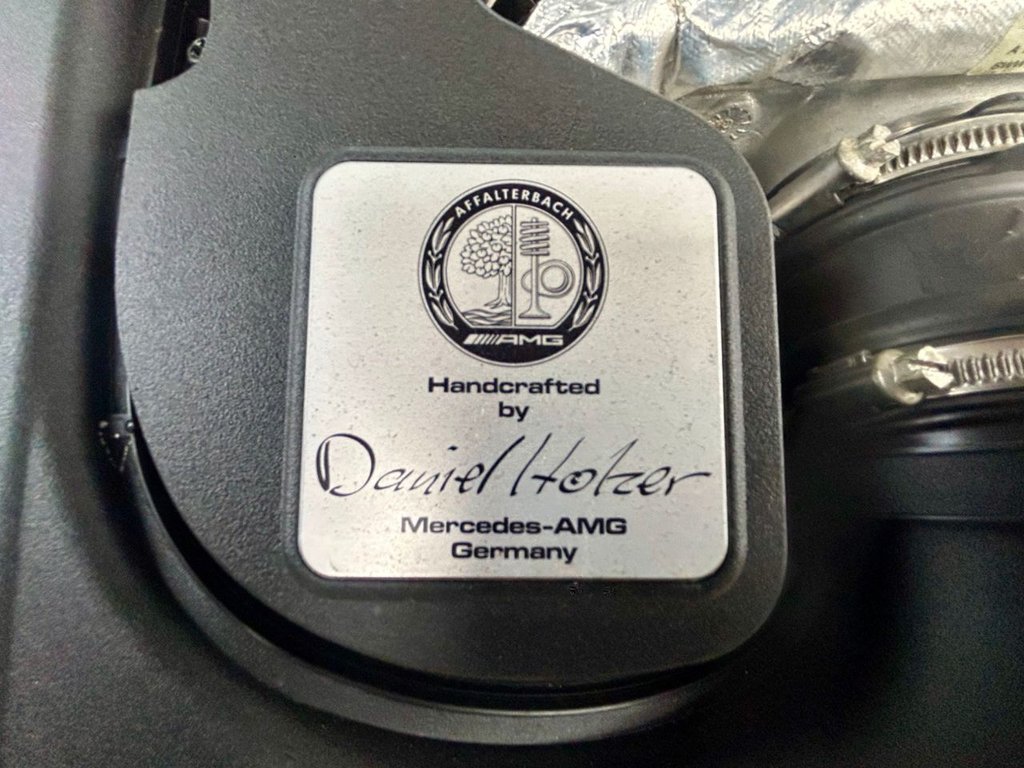 AFFALTERBACH
AMG
Handcrafted
by
Daniel Holzer
Mercedes-AMG
Germany